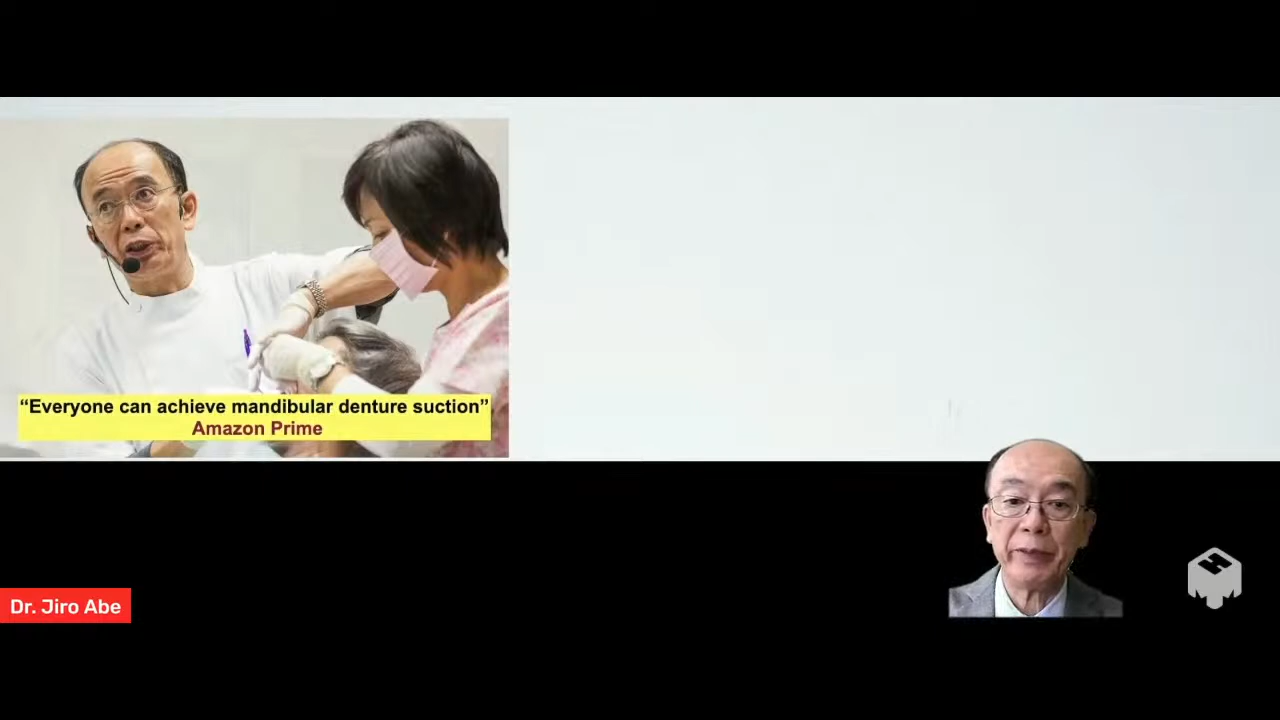 “Everyone can achieve mandibular denture suction”
Amazon Prime
Dr. Jiro Abe